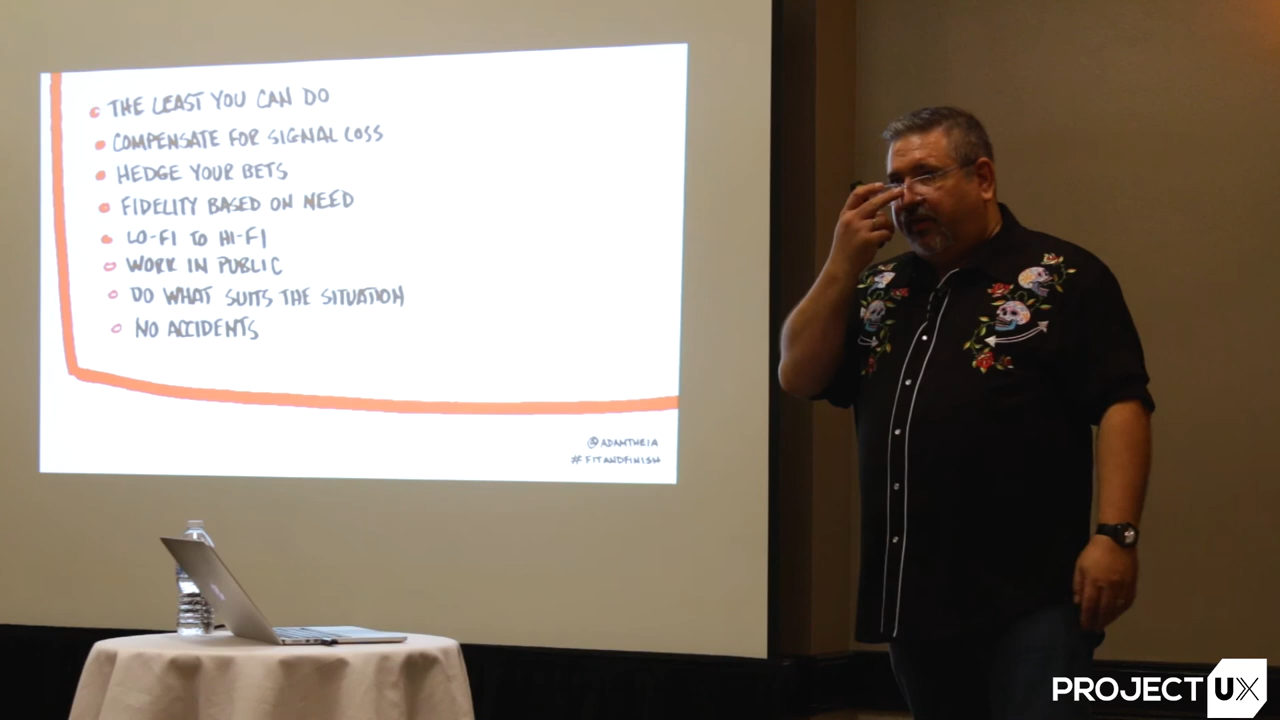 THE LEAST YOU CAN DO
COMPENSATE FOR SIGNAL LOSS
HEDGE YOUR BETS
FIDELITY BASED ON NEED
LO-FI TO HI-FI
WORK IN PUBLIC
DO WHAT SUITS THE SITUATION
NO ACCIDENTS
@ADAMTHEIA
#FITANDFINISH
PROJECT UX